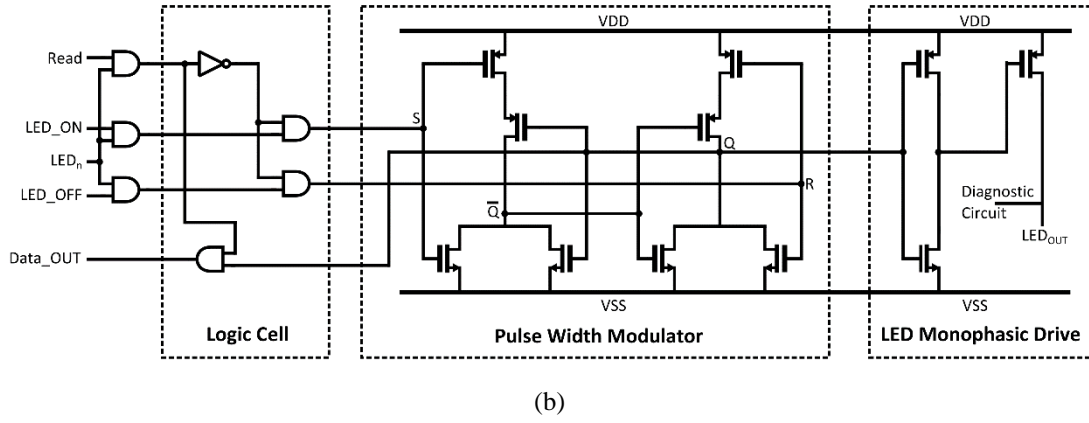 VDD
VDD
Read
LED_ON
LEDn
LED_OFF
Data_OUT
S
Q
R
Q̅
Diagnostic
Circuit
LEDOUT
VSS
VSS
Logic Cell
Pulse Width Modulator
LED Monophasic Drive
(b)